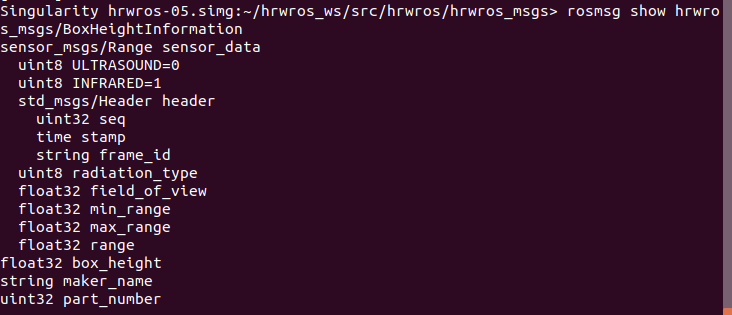 Singularity hrwros-05.simg:~/hrwros_ws/src/hrwros/hrwros_msgs> rosmsg show hrwro
s_msgs/BoxHeightInformation
sensor_msgs/Range sensor_data
  uint8 ULTRASOUND=0
  uint8 INFRARED=1
  std_msgs/Header header
    uint32 seq
    time stamp
    string frame_id
  uint8 radiation_type
  float32 field_of_view
  float32 min_range
  float32 max_range
  float32 range
float32 box_height
string maker_name
uint32 part_number